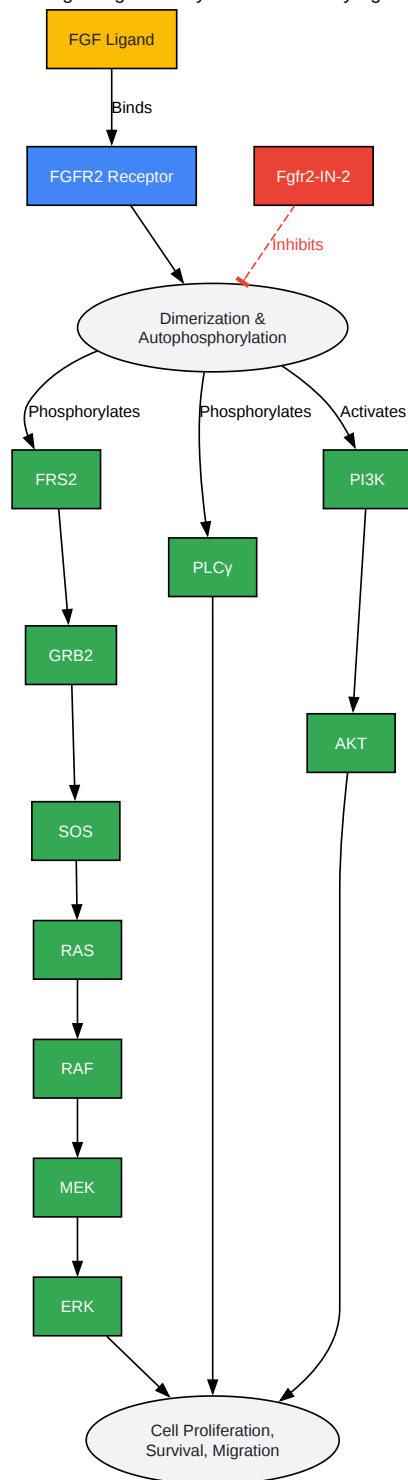 FGF Ligand
Binds
FGFR2 Receptor
Fgfr2-IN-2
Inhibits
Dimerization &
Autophosphorylation
Phosphorylates
Phosphorylates
Activates
FRS2
PI3K
PLCγ
GRB2
AKT
SOS
RAS
RAF
MEK
ERK
Cell Proliferation,
Survival, Migration